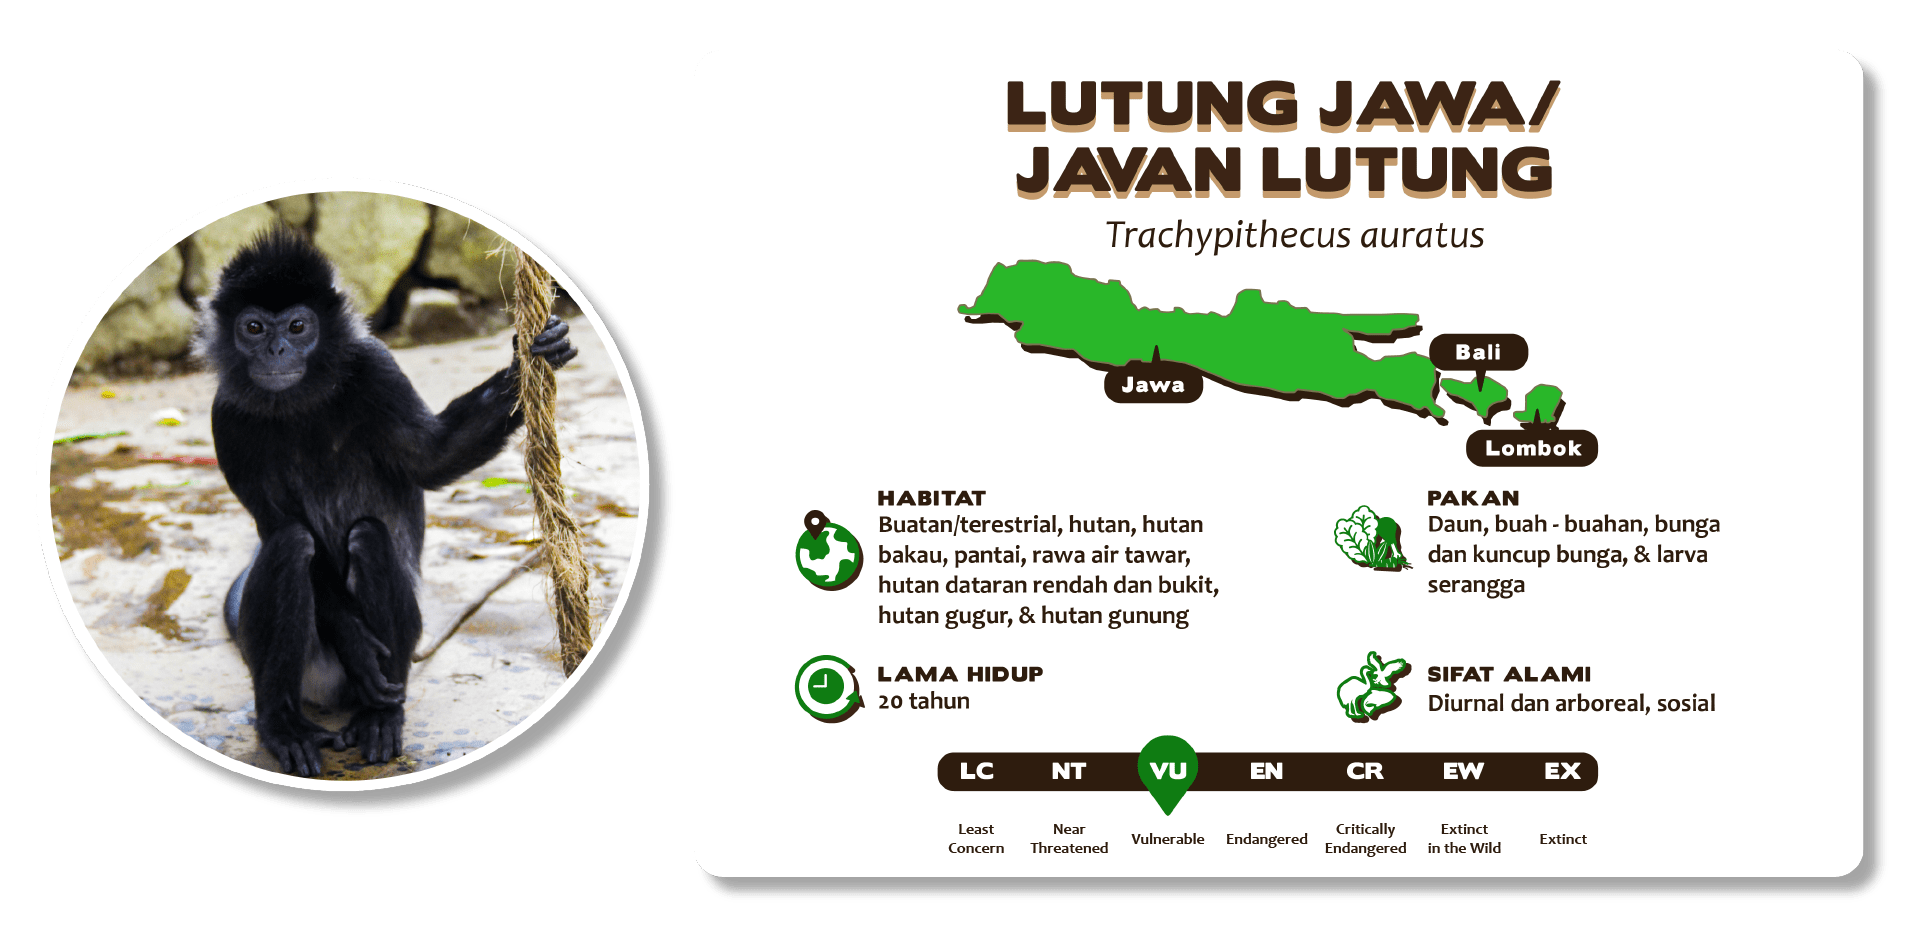 LUTUNG JAWA/
JAVAN LUTUNG
Trachypithecus auratus
Jawa
Bali
Lombok
HABITAT
Buatan/terestrial, hutan, hutan
bakau, pantai, rawa air tawar,
hutan dataran rendah dan bukit,
hutan gugur, & hutan gunung
PAKAN
Daun, buah - buahan, bunga
dan kuncup bunga, & larva
serangga
LAMA HIDUP
20 tahun
SIFAT ALAMI
Diurnal dan arboreal, sosial
LC NT VU EN CR EW EX
Least Concern
Near Threatened
Vulnerable
Endangered
Critically Endangered
Extinct in the Wild
Extinct